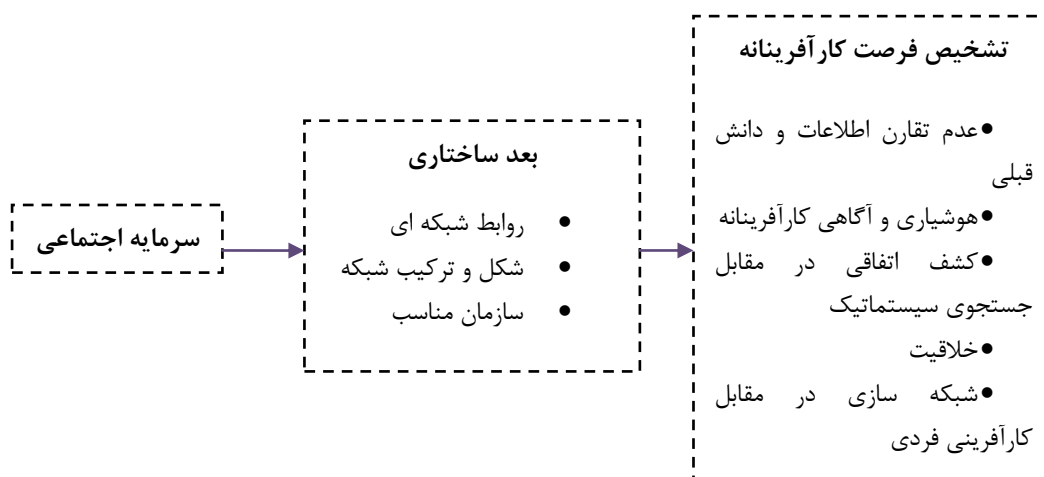 سرمایه اجتماعی
بعد ساختاری
● روابط شبکه ای
● شکل و ترکیب شبکه
● سازمان مناسب
تشخیص فرصت کارآفرینانه
●عدم تقارن اطلاعات و دانش
قبلی
●هوشیاری و آگاهی کارآفرینانه
●کشف اتفاقی در مقابل
جستجوی سیستماتیک
●خلاقیت
●شبکه سازی در مقابل
کارآفرینی فردی